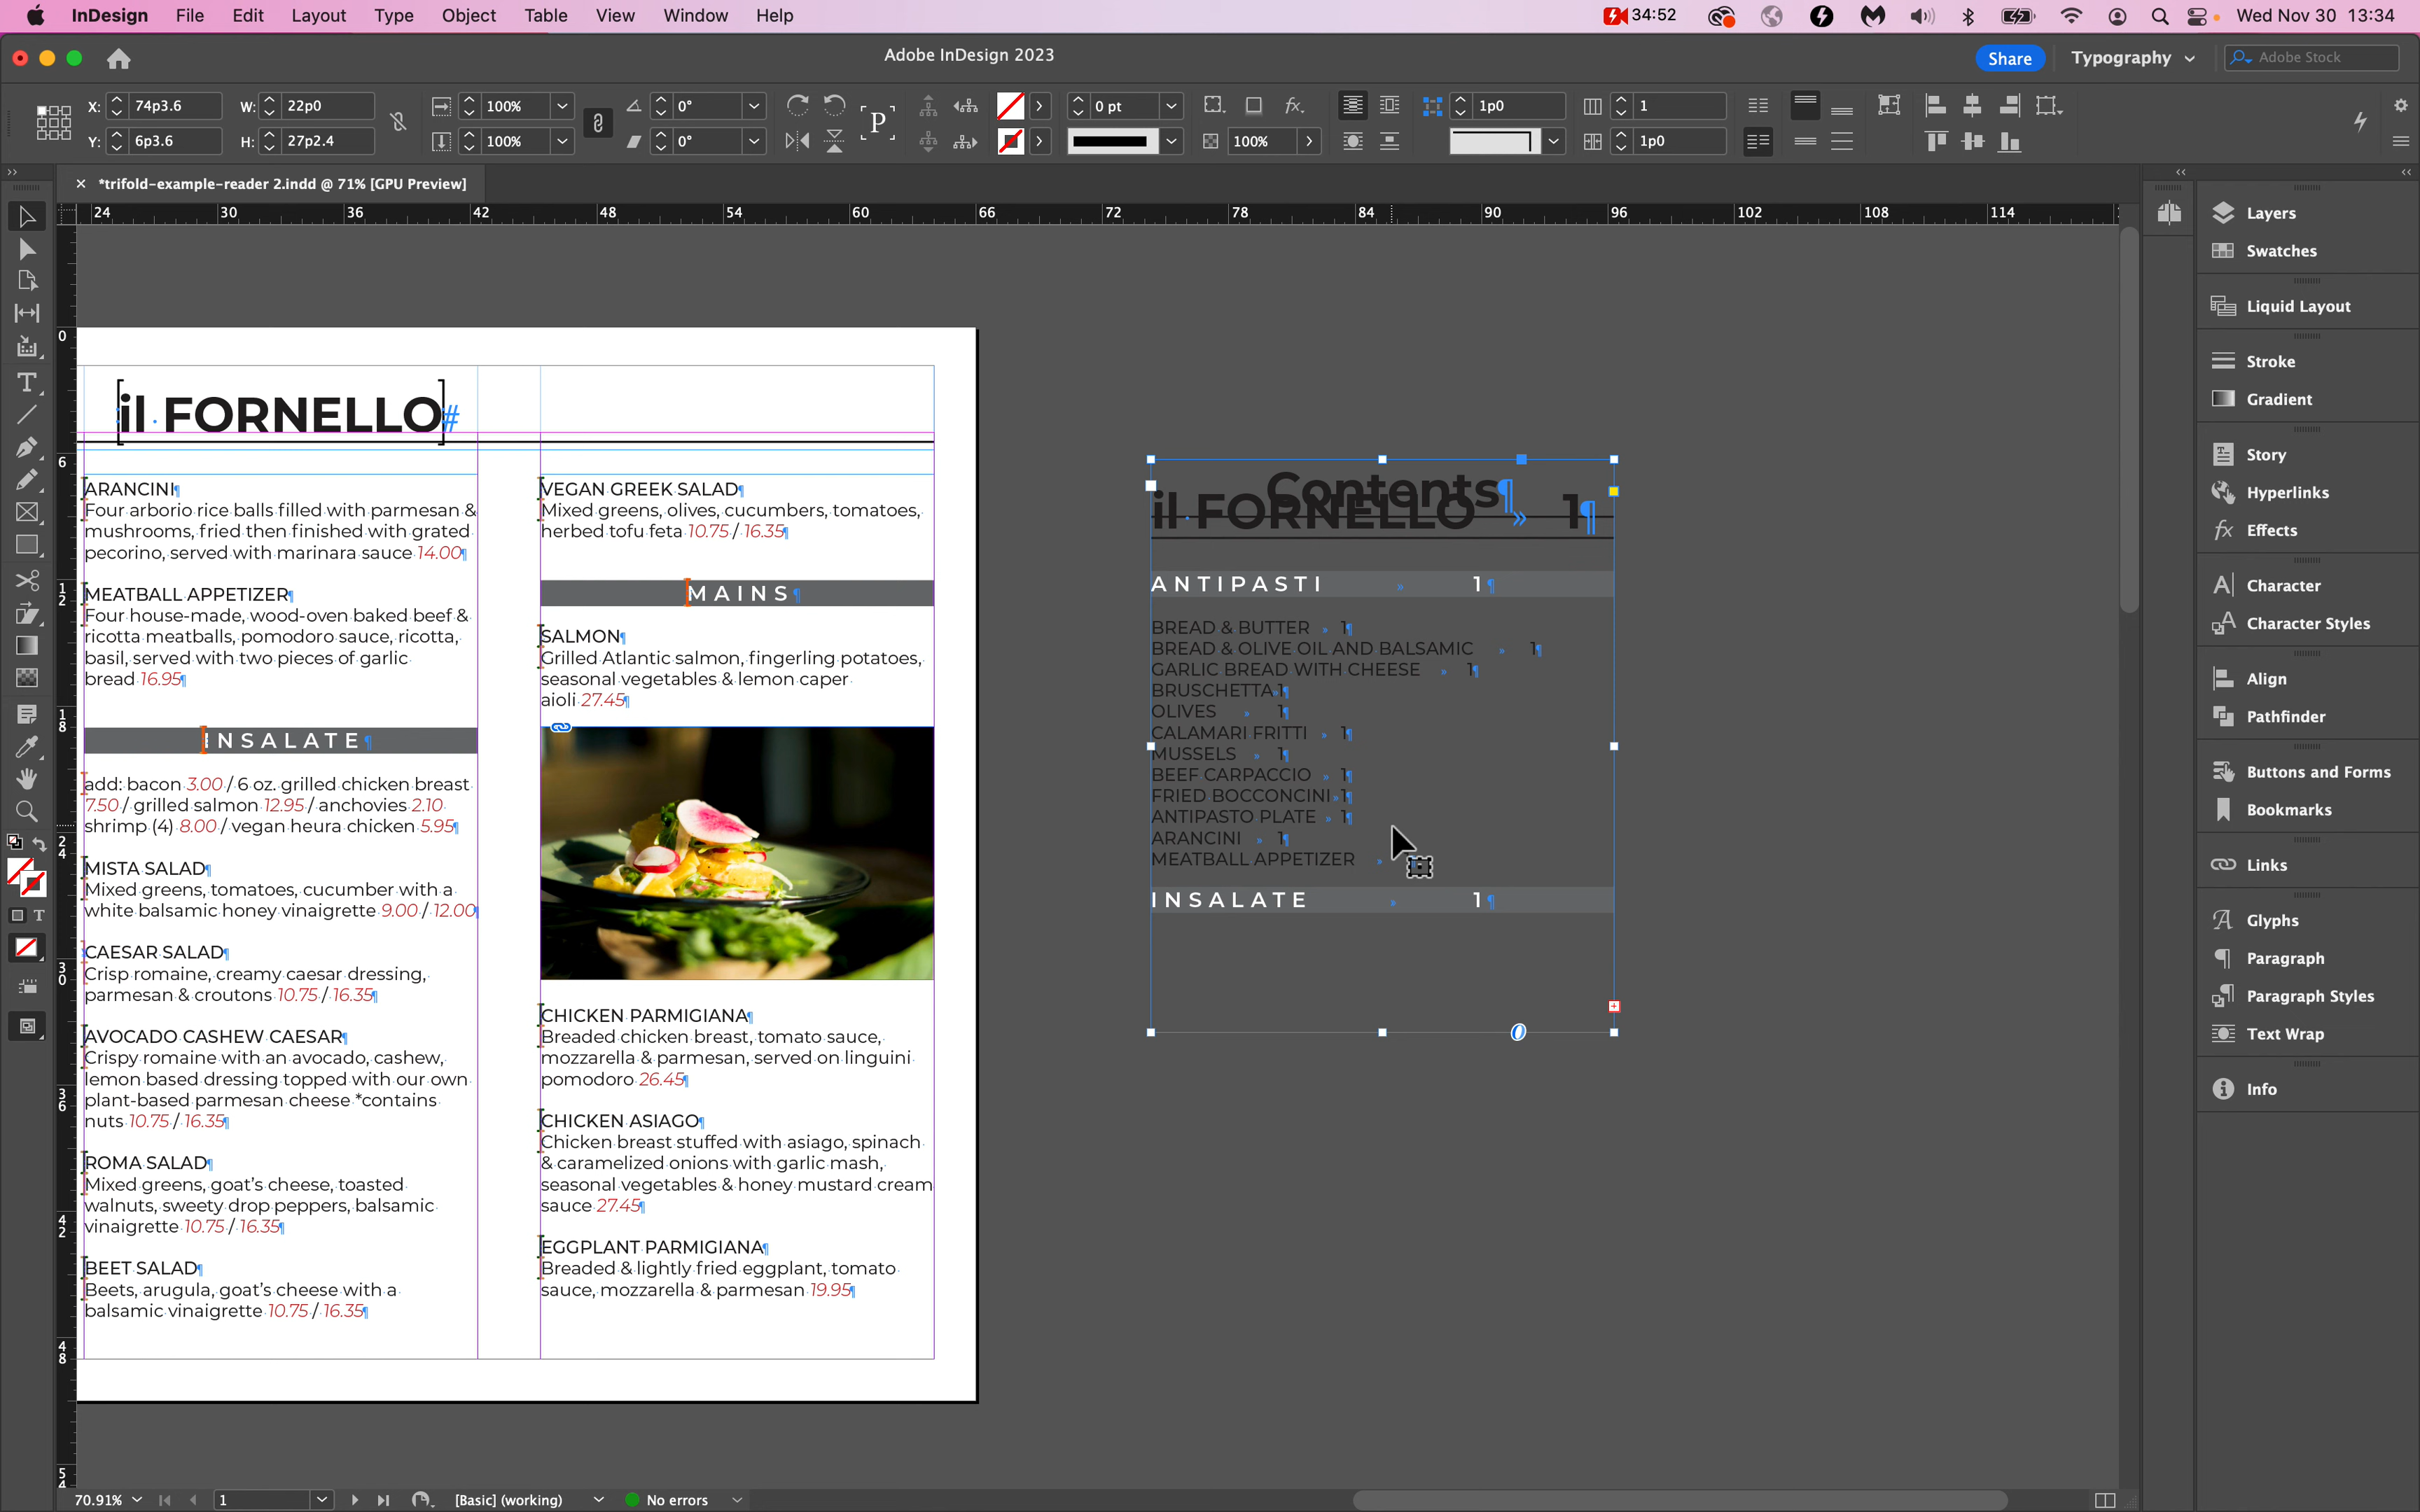 InDesign File Edit Layout Type Object Table View Window Help 34:52 Wed Nov 30 13:34
Adobe InDesign 2023
Share Typography Adobe Stock
X: 74p3.6 W: 22p0 100% 0° 0 pt fx. 1p0 1
Y: 6p3.6 H: 27p2.4 100% 0° P 100% 1p0
× *trifold-example-reader 2.indd @ 71% [GPU Preview]
24 30 36 42 48 54 60 66 72 78 84 90 96 102 108 114
0
6
12
18
24
30
36
42
48
54
il FORNELLO#
ARANCINI¶
Four arborio rice balls filled with parmesan &
mushrooms, fried then finished with grated
pecorino, served with marinara sauce 14.00¶
MEATBALL APPETIZER¶
Four house-made, wood-oven baked beef &
ricotta meatballs, pomodoro sauce, ricotta,
basil, served with two pieces of garlic
bread 16.95¶
INSALATE¶
add: bacon 3.00 / 6 oz. grilled chicken breast
7.50 / grilled salmon 12.95 / anchovies 2.10
shrimp (4) 8.00 / vegan heura chicken 5.95¶
MISTA SALAD¶
Mixed greens, tomatoes, cucumber with a
white balsamic honey vinaigrette 9.00 / 12.00¶
CAESAR SALAD¶
Crisp romaine, creamy caesar dressing,
parmesan & croutons 10.75 / 16.35¶
AVOCADO CASHEW CAESAR¶
Crispy romaine with an avocado, cashew,
lemon based dressing topped with our own
plant-based parmesan cheese *contains
nuts 10.75 / 16.35¶
ROMA SALAD¶
Mixed greens, goat's cheese, toasted
walnuts, sweety drop peppers, balsamic
vinaigrette 10.75 / 16.35¶
BEET SALAD¶
Beets, arugula, goat's cheese with a
balsamic vinaigrette 10.75 / 16.35¶
VEGAN GREEK SALAD¶
Mixed greens, olives, cucumbers, tomatoes,
herbed tofu feta 10.75 / 16.35¶
MAINS¶
SALMON¶
Grilled Atlantic salmon, fingerling potatoes,
seasonal vegetables & lemon caper
aioli 27.45¶
CHICKEN PARMIGIANA¶
Breaded chicken breast, tomato sauce,
mozzarella & parmesan, served on linguini
pomodoro 26.45¶
CHICKEN ASIAGO¶
Chicken breast stuffed with asiago, spinach
& caramelized onions with garlic mash,
seasonal vegetables & honey mustard cream
sauce 27.45¶
EGGPLANT PARMIGIANA¶
Breaded & lightly fried eggplant, tomato
sauce, mozzarella & parmesan 19.95¶
Contents¶
il FORNELLO » 1¶
ANTIPASTI » 1¶
BREAD & BUTTER » 1¶
BREAD & OLIVE OIL AND BALSAMIC » 1¶
GARLIC BREAD WITH CHEESE » 1¶
BRUSCHETTA» 1¶
OLIVES » 1¶
CALAMARI FRITTI » 1¶
MUSSELS » 1¶
BEEF CARPACCIO » 1¶
FRIED BOCCONCINI» 1¶
ANTIPASTO PLATE » 1¶
ARANCINI » 1¶
MEATBALL APPETIZER »
INSALATE » 1¶
Layers
Swatches
Liquid Layout
Stroke
Gradient
Story
Hyperlinks
Effects
Character
Character Styles
Align
Pathfinder
Buttons and Forms
Bookmarks
Links
Glyphs
Paragraph
Paragraph Styles
Text Wrap
Info
70.91% 1 [Basic] (working) No errors